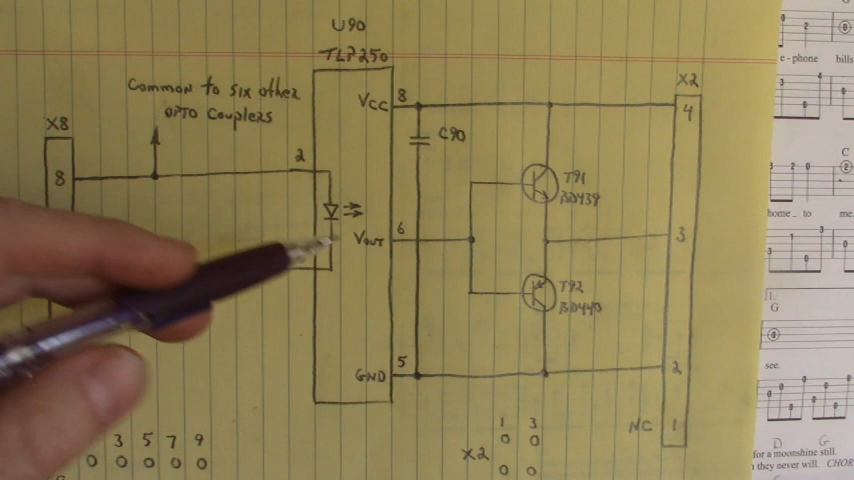 U90
TLP250
Common to six other
OPTO Couplers
X8
8
2
Vcc 8
C90
T91
BD439
Vout 6
T92
BD440
GND 5
X2
4
3
2
NC 1
3 5 7 9
X2
1 3
e - phone bills
C
home _ to me
1.
G
see.
D G
for a moonshine still.
they never will. CHOR